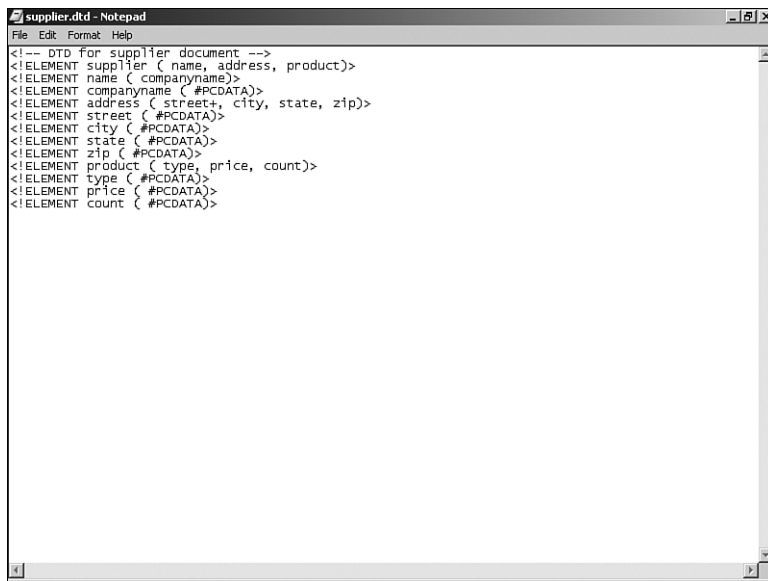 supplier.dtd - Notepad
File Edit Format Help
<!-- DTD for supplier document -->
<!ELEMENT supplier ( name, address, product)>
<!ELEMENT name ( companyname)>
<!ELEMENT companyname ( #PCDATA)>
<!ELEMENT address ( street+, city, state, zip)>
<!ELEMENT street ( #PCDATA)>
<!ELEMENT city ( #PCDATA)>
<!ELEMENT state ( #PCDATA)>
<!ELEMENT zip ( #PCDATA)>
<!ELEMENT product ( type, price, count)>
<!ELEMENT type ( #PCDATA)>
<!ELEMENT price ( #PCDATA)>
<!ELEMENT count ( #PCDATA)>